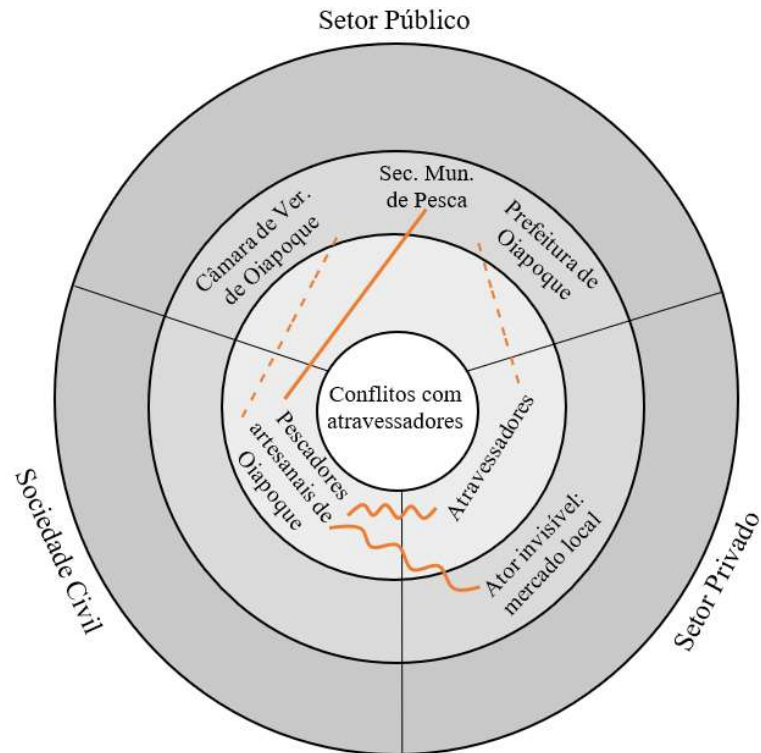 Setor Público
Sec. Mun.
de Pesca
Câmara de Ver.
de Oiapoque
Prefeitura de
Oiapoque
Conflitos com
atravessadores
Pescadores
artesanais de
Oiapoque
Atravessadores
Ator invisível:
mercado local
Sociedade Civil
Setor Privado